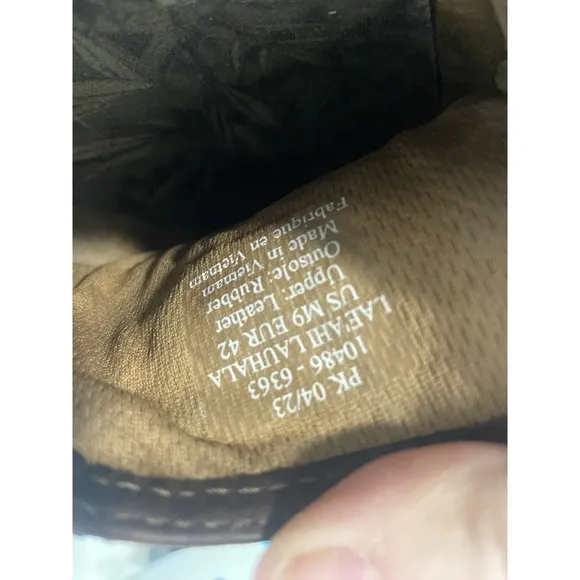 PK 04/23
10486 - 6363
LAE'AHI LAUHALA
US M9 EUR 42
Upper: Leather
Outsole: Rubber
Made in Vietnam
Fabriqué en Vietnam